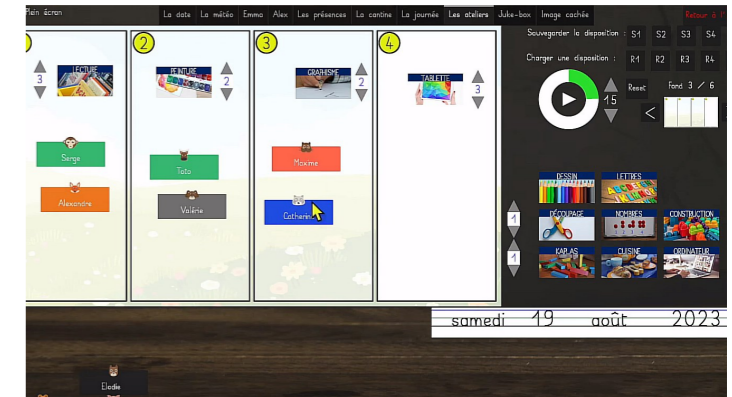 Plein écran La date La météo Emma Alex Les présences La cantine La journée Les ateliers Juke-box Image cachée
Sauvegarder la disposition : S1 S2 S3 S4
Charger une disposition : R1 R2 R3 R4
1 2 3 4
LECTURE 3
PEINTURE 2
GRAPHISME 2
TABLETTE 3
15 Reset Fond 3 / 6
<
Serge
Toto
Maxime
Alexandre
Valérie
DESSIN LETTRES
1 DÉCOUPAGE NOMBRES CONSTRUCTION
1 KAPLAS CUISINE ORDINATEUR
samedi 19 août 2023
Elodie